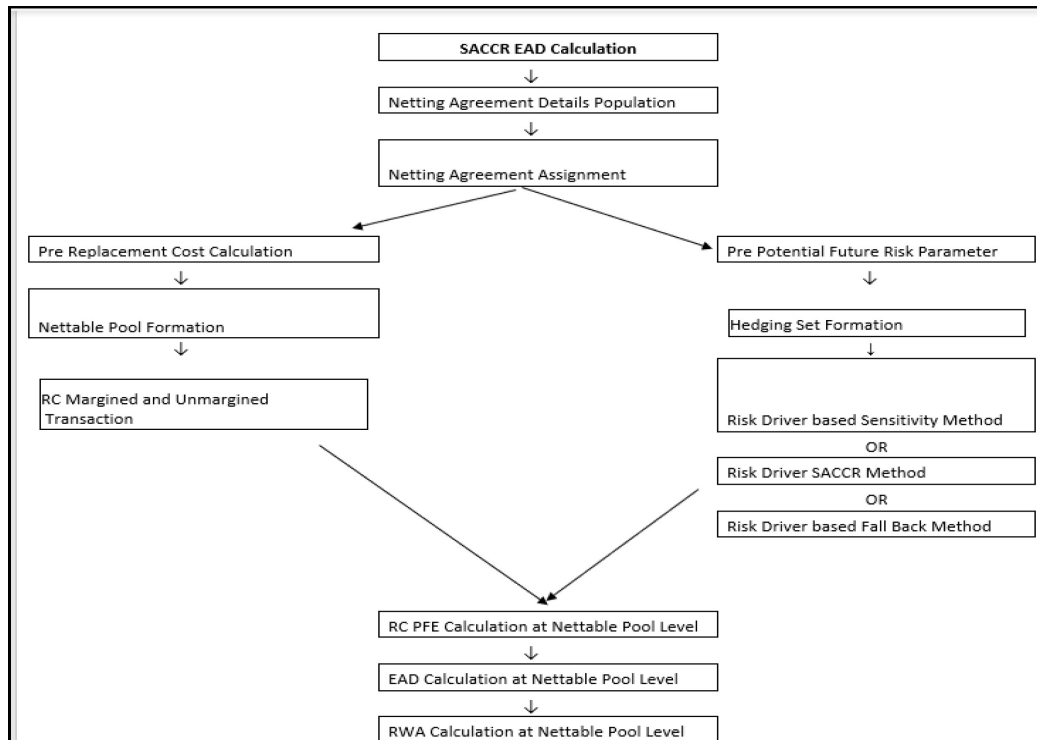 SACCR EAD Calculation
Netting Agreement Details Population
Netting Agreement Assignment
Pre Replacement Cost Calculation
Nettable Pool Formation
RC Margined and Unmargined
Transaction
Pre Potential Future Risk Parameter
Hedging Set Formation
Risk Driver based Sensitivity Method
OR
Risk Driver SACCR Method
OR
Risk Driver based Fall Back Method
RC PFE Calculation at Nettable Pool Level
EAD Calculation at Nettable Pool Level
RWA Calculation at Nettable Pool Level